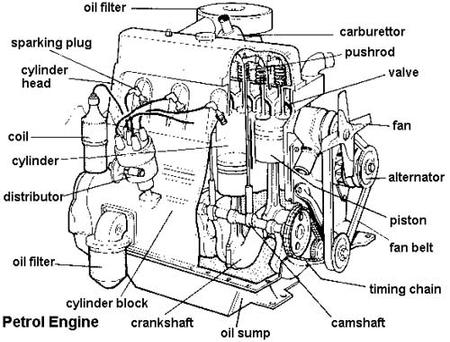 oil filter
carburettor
sparking plug
pushrod
cylinder
head
valve
coil
fan
cylinder
distributor
alternator
piston
oil filter
fan belt
cylinder block
timing chain
Petrol Engine
crankshaft
camshaft
oil sump